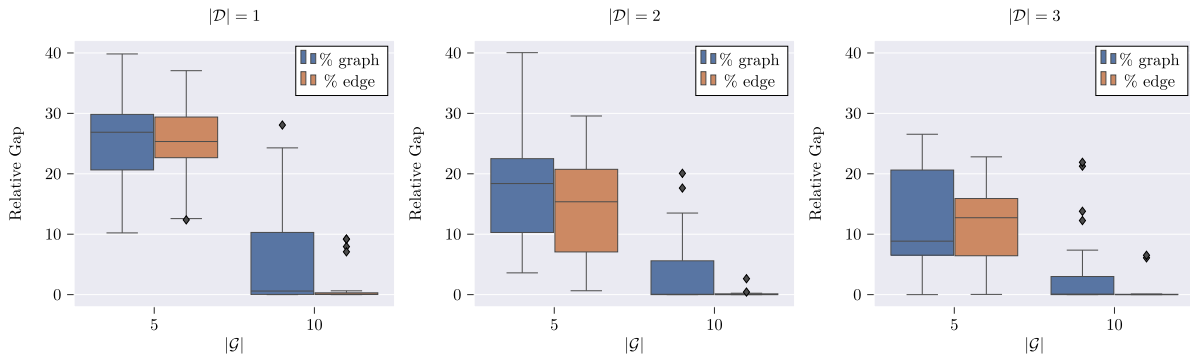 |𝒟| = 1
40
30
20
10
0
Relative Gap
5
10
|𝒢|
% graph
% edge
|𝒟| = 2
40
30
20
10
0
Relative Gap
5
10
|𝒢|
% graph
% edge
|𝒟| = 3
40
30
20
10
0
Relative Gap
5
10
|𝒢|
% graph
% edge